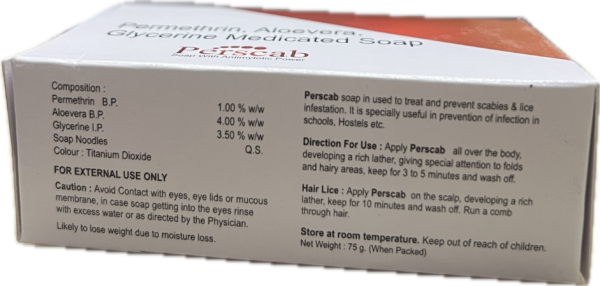 Permethrin, Aloevera,
Glycerine Medicated Soap
Perscab
Soap With Antimylotic Power
Composition :
Permethrin B.P. 1.00 % w/w
Aloevera B.P. 4.00 % w/w
Glycerine I.P. 3.50 % w/w
Soap Noodles Q.S.
Colour : Titanium Dioxide
FOR EXTERNAL USE ONLY
Caution : Avoid Contact with eyes, eye lids or mucous
membrane, in case soap getting into the eyes rinse
with excess water or as directed by the Physician.
Likely to lose weight due to moisture loss.
Perscab soap in used to treat and prevent scabies & lice
infestation. It is specially useful in prevention of infection in
schools, Hostels etc.
Direction For Use : Apply Perscab all over the body,
developing a rich lather, giving special attention to folds
and hairy areas, keep for 3 to 5 minutes and wash off.
Hair Lice : Apply Perscab on the scalp, developing a rich
lather, keep for 10 minutes and wash off. Run a comb
through hair.
Store at room temperature. Keep out of reach of children.
Net Weight : 75 g. (When Packed)